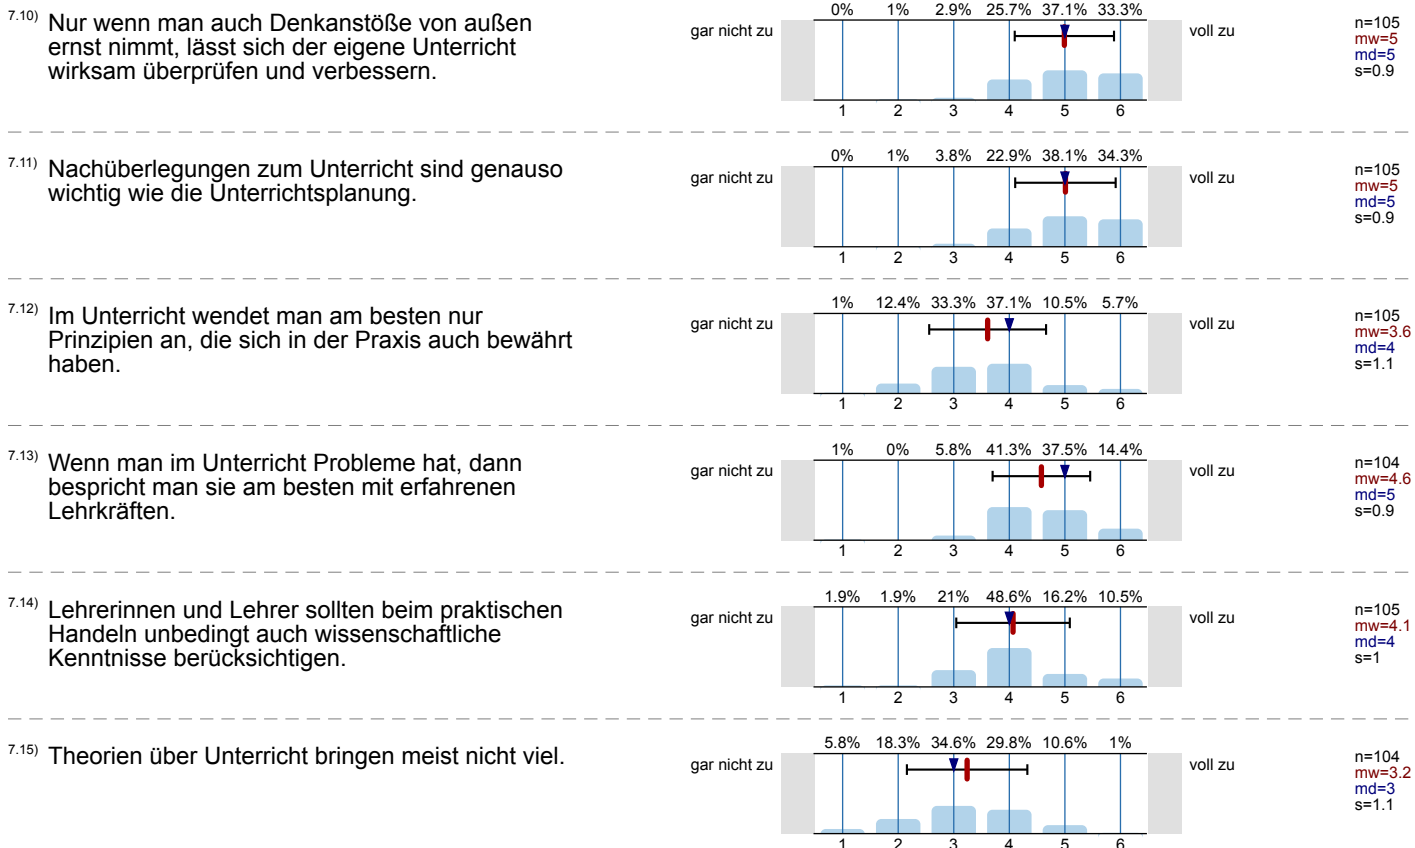 7.10) Nur wenn man auch Denkanstöße von außen
ernst nimmt, lässt sich der eigene Unterricht
wirksam überprüfen und verbessern.
gar nicht zu
0% 1% 2.9% 25.7% 37.1% 33.3%
1 2 3 4 5 6
voll zu
n=105
mw=5
md=5
s=0.9
7.11) Nachüberlegungen zum Unterricht sind genauso
wichtig wie die Unterrichtsplanung.
gar nicht zu
0% 1% 3.8% 22.9% 38.1% 34.3%
1 2 3 4 5 6
voll zu
n=105
mw=5
md=5
s=0.9
7.12) Im Unterricht wendet man am besten nur
Prinzipien an, die sich in der Praxis auch bewährt
haben.
gar nicht zu
1% 12.4% 33.3% 37.1% 10.5% 5.7%
1 2 3 4 5 6
voll zu
n=105
mw=3.6
md=4
s=1.1
7.13) Wenn man im Unterricht Probleme hat, dann
bespricht man sie am besten mit erfahrenen
Lehrkräften.
gar nicht zu
1% 0% 5.8% 41.3% 37.5% 14.4%
1 2 3 4 5 6
voll zu
n=104
mw=4.6
md=5
s=0.9
7.14) Lehrerinnen und Lehrer sollten beim praktischen
Handeln unbedingt auch wissenschaftliche
Kenntnisse berücksichtigen.
gar nicht zu
1.9% 1.9% 21% 48.6% 16.2% 10.5%
1 2 3 4 5 6
voll zu
n=105
mw=4.1
md=4
s=1
7.15) Theorien über Unterricht bringen meist nicht viel.
gar nicht zu
5.8% 18.3% 34.6% 29.8% 10.6% 1%
1 2 3 4 5 6
voll zu
n=104
mw=3.2
md=3
s=1.1